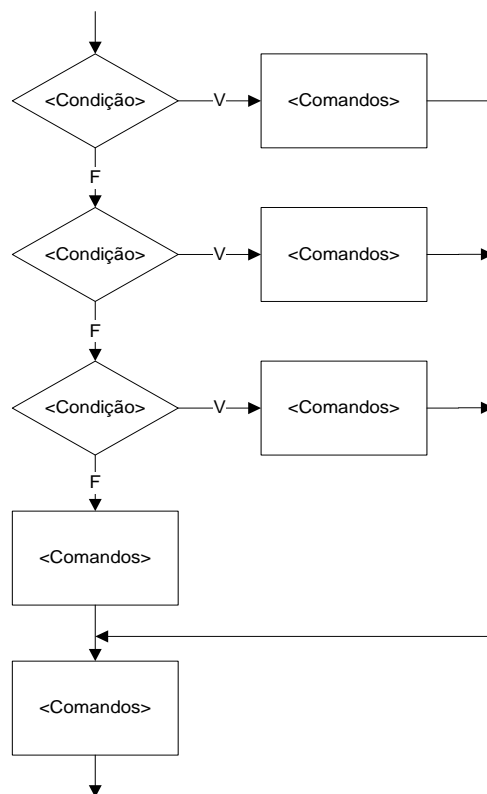 <Condição>
V
<Comandos>
F
<Condição>
V
<Comandos>
F
<Condição>
V
<Comandos>
F
<Comandos>
<Comandos>